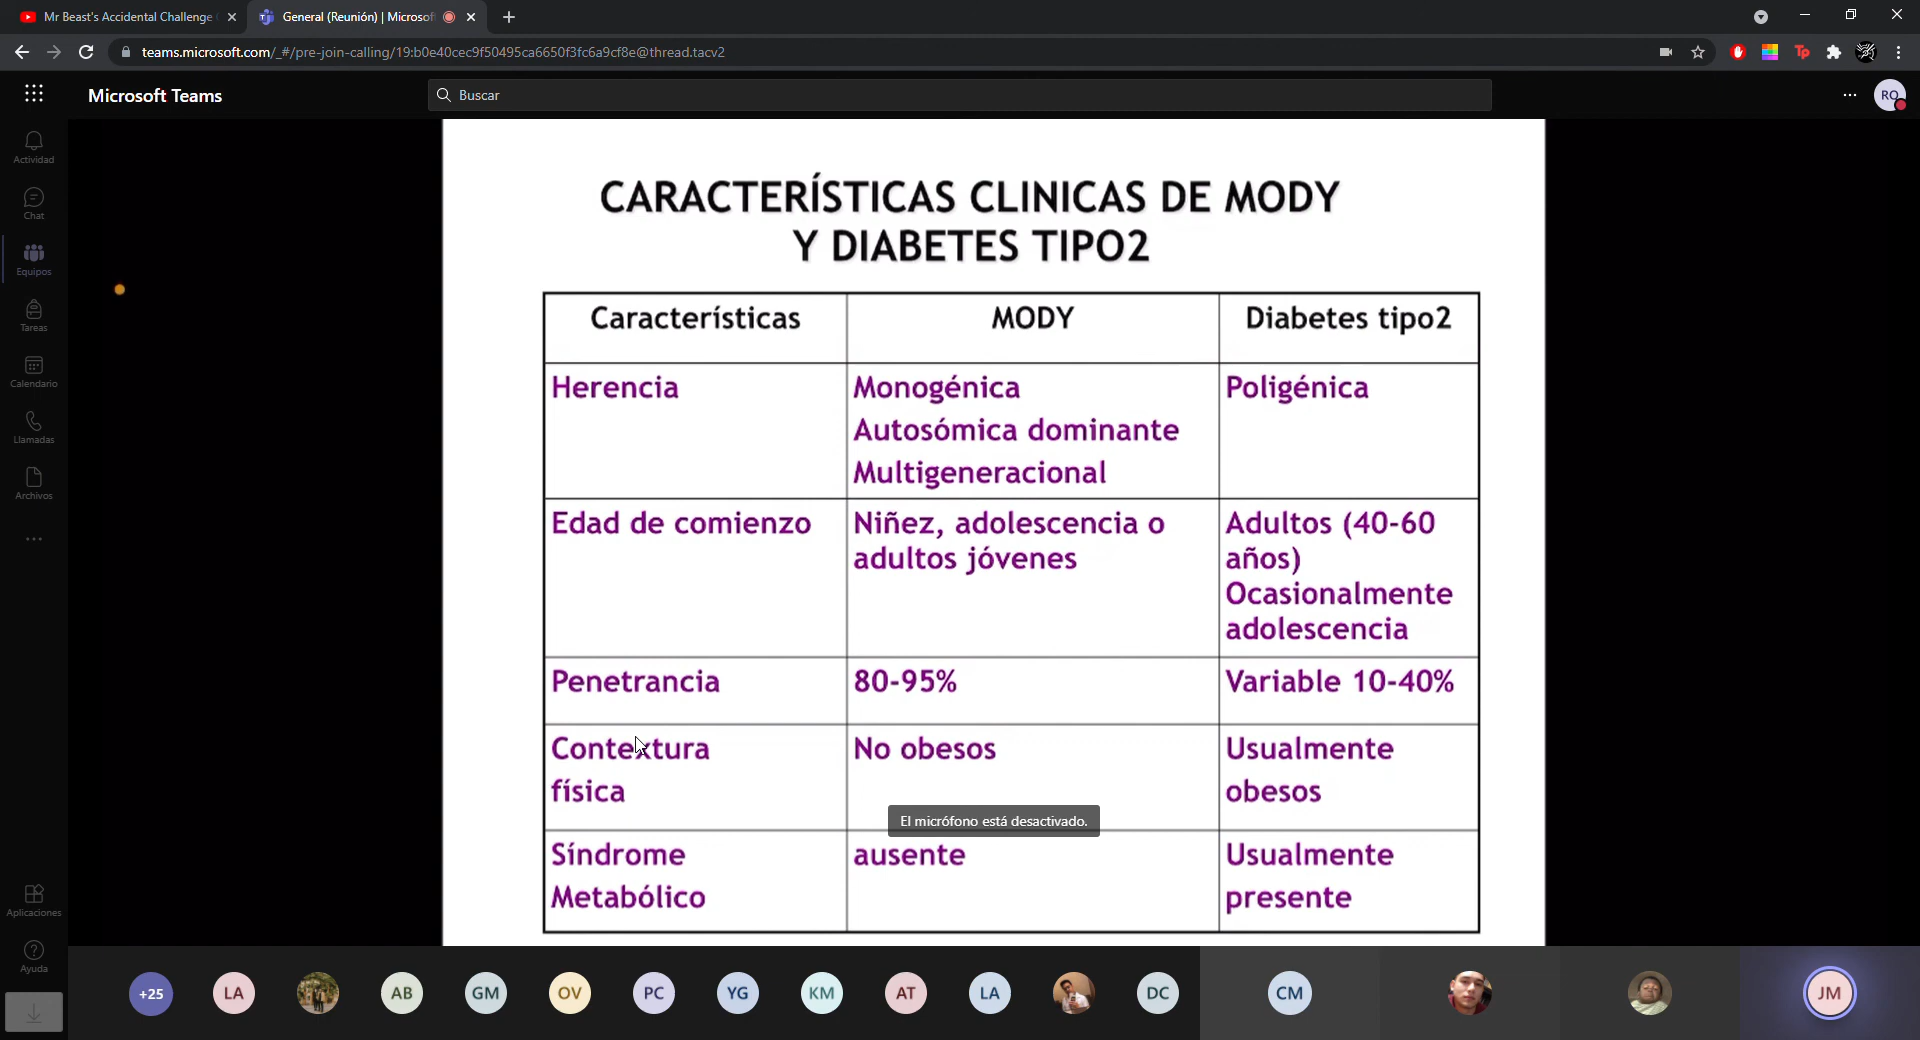 Mr Beast's Accidental Challenge
General (Reunión) | Microsof
teams.microsoft.com/_#/pre-join-calling/19:b0e40cec9f50495ca6650f3fc6a9cf8e@thread.tacv2
Microsoft Teams
Buscar
RO
Actividad
Chat
Equipos
Tareas
Calendario
Llamadas
Archivos
Aplicaciones
Ayuda
CARACTERÍSTICAS CLINICAS DE MODY
Y DIABETES TIPO2
Características MODY Diabetes tipo2
Herencia Monogénica Poligénica
Autosómica dominante
Multigeneracional
Edad de comienzo Niñez, adolescencia o Adultos (40-60
adultos jóvenes años)
Ocasionalmente
adolescencia
Penetrancia 80-95% Variable 10-40%
Contextura No obesos Usualmente
física obesos
El micrófono está desactivado.
Síndrome ausente Usualmente
Metabólico presente
+25 LA AB GM OV PC YG KM AT LA DC CM JM